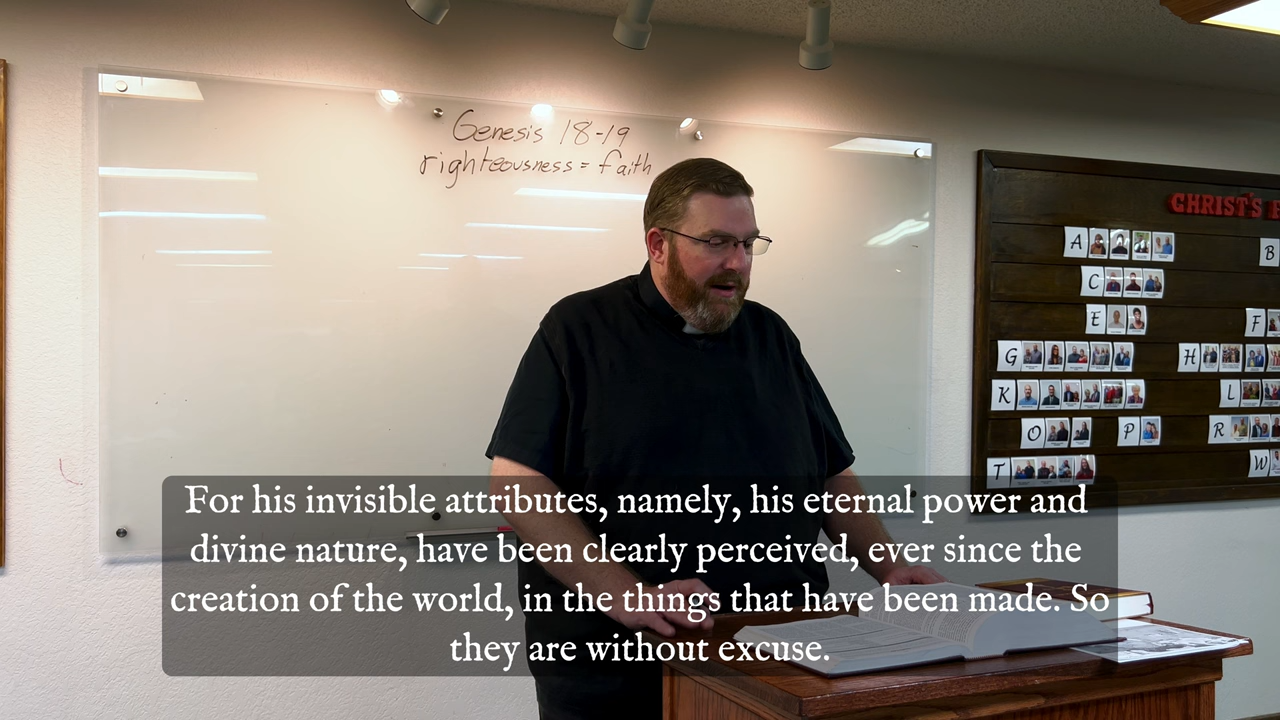 Genesis 18-19
righteousness = faith
CHRIST'S
A
B
C
E
F
G
H
K
L
O
P
R
T
W
For his invisible attributes, namely, his eternal power and
divine nature, have been clearly perceived, ever since the
creation of the world, in the things that have been made. So
they are without excuse.